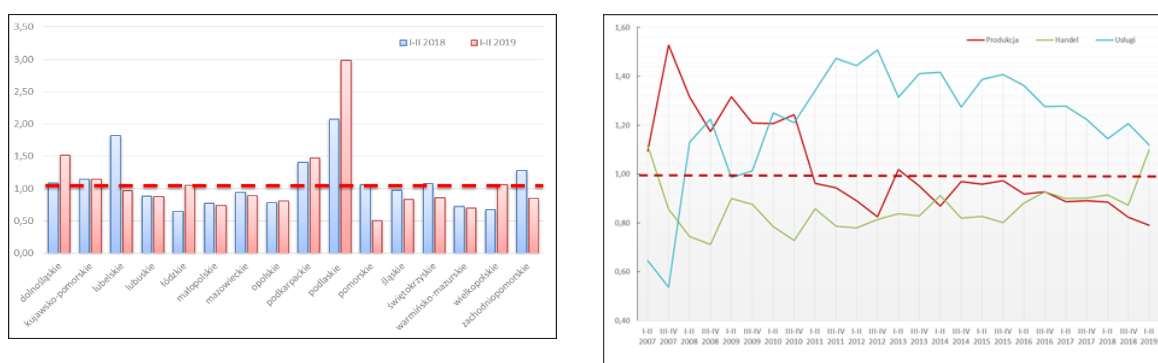 3,50
3,00
2,50
2,00
1,50
1,00
0,50
0,00
I-II 2018
I-II 2019
dolnośląskie
kujawsko-pomorskie
lubelskie
lubuskie
łódzkie
małopolskie
mazowieckie
opolskie
podkarpackie
podlaskie
pomorskie
śląskie
świętokrzyskie
warmińsko-mazurskie
wielkopolskie
zachodniopomorskie
1,60
1,40
1,20
1,00
0,80
0,60
0,40
Produkcja Handel Usługi
I-II III-IV I-II III-IV I-II III-IV I-II III-IV I-II III-IV I-II III-IV I-II III-IV I-II III-IV I-II III-IV I-II III-IV I-II III-IV I-II III-IV I-II
2007 2007 2008 2008 2009 2009 2010 2010 2011 2011 2012 2012 2013 2013 2014 2014 2015 2015 2016 2016 2017 2017 2018 2018 2019